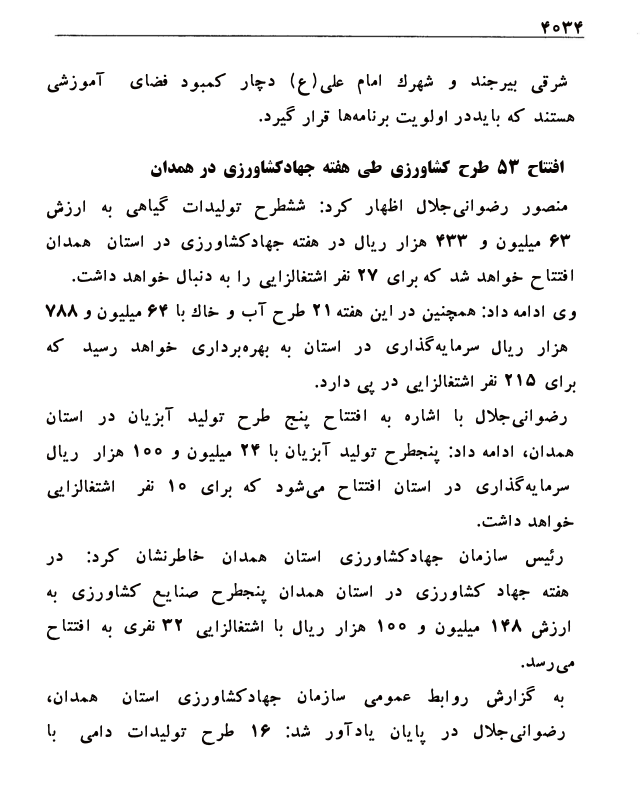 ۴۰۳۴
شرقی بیرجند و شهرك امام علی(ع) دچار کمبود فضای آموزشی
هستند که بایددر اولویت برنامه‌ها قرار گیرد.
افتتاح ۵۳ طرح کشاورزی طی هفته جهادکشاورزی در همدان
منصور رضوانی‌جلال اظهار کرد: ششطرح تولیدات گیاهی به ارزش
۶۳ میلیون و ۴۳۳ هزار ریال در هفته جهادکشاورزی در استان همدان
افتتاح خواهد شد که برای ۲۷ نفر اشتغالزایی را به دنبال خواهد داشت.
وی ادامه داد: همچنین در این هفته ۲۱ طرح آب و خاك با ۶۴ میلیون و ۷۸۸
هزار ریال سرمایه‌گذاری در استان به بهره‌برداری خواهد رسید که
برای ۲۱۵ نفر اشتغالزایی در پی دارد.
رضوانی‌جلال با اشاره به افتتاح پنج طرح تولید آبزیان در استان
همدان، ادامه داد: پنجطرح تولید آبزیان با ۲۴ میلیون و ۱۰۰ هزار ریال
سرمایه‌گذاری در استان افتتاح می‌شود که برای ۱۰ نفر اشتغالزایی
خواهد داشت.
رئیس سازمان جهادکشاورزی استان همدان خاطرنشان کرد: در
هفته جهاد کشاورزی در استان همدان پنجطرح صنایع کشاورزی به
ارزش ۱۴۸ میلیون و ۱۰۰ هزار ریال با اشتغالزایی ۳۲ نفری به افتتاح
می‌رسد.
به گزارش روابط عمومی سازمان جهادکشاورزی استان همدان،
رضوانی‌جلال در پایان یادآور شد: ۱۶ طرح تولیدات دامی با